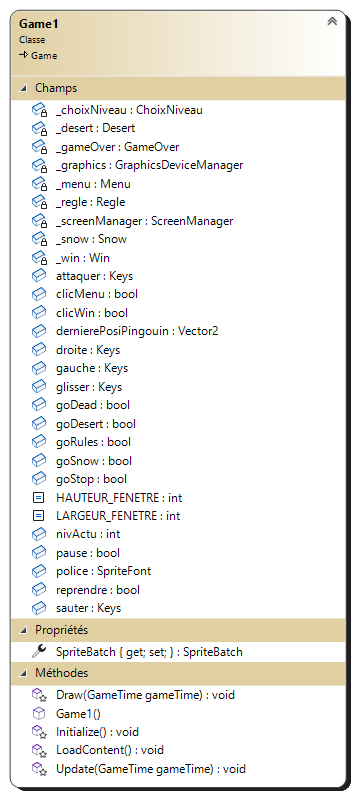 Game1
Classe
Game
Champs
_choixNiveau : ChoixNiveau
_desert : Desert
_gameOver : GameOver
_graphics : GraphicsDeviceManager
_menu : Menu
_regle : Regle
_screenManager : ScreenManager
_snow : Snow
_win : Win
attaquer : Keys
clicMenu : bool
clicWin : bool
dernierePosiPingouin : Vector2
droite : Keys
gauche : Keys
glisser : Keys
goDead : bool
goDesert : bool
goRules : bool
goSnow : bool
goStop : bool
HAUTEUR_FENETRE : int
LARGEUR_FENETRE : int
nivActu : int
pause : bool
police : SpriteFont
reprendre : bool
sauter : Keys
Propriétés
SpriteBatch { get; set; } : SpriteBatch
Méthodes
Draw(GameTime gameTime) : void
Game1()
Initialize() : void
LoadContent() : void
Update(GameTime gameTime) : void